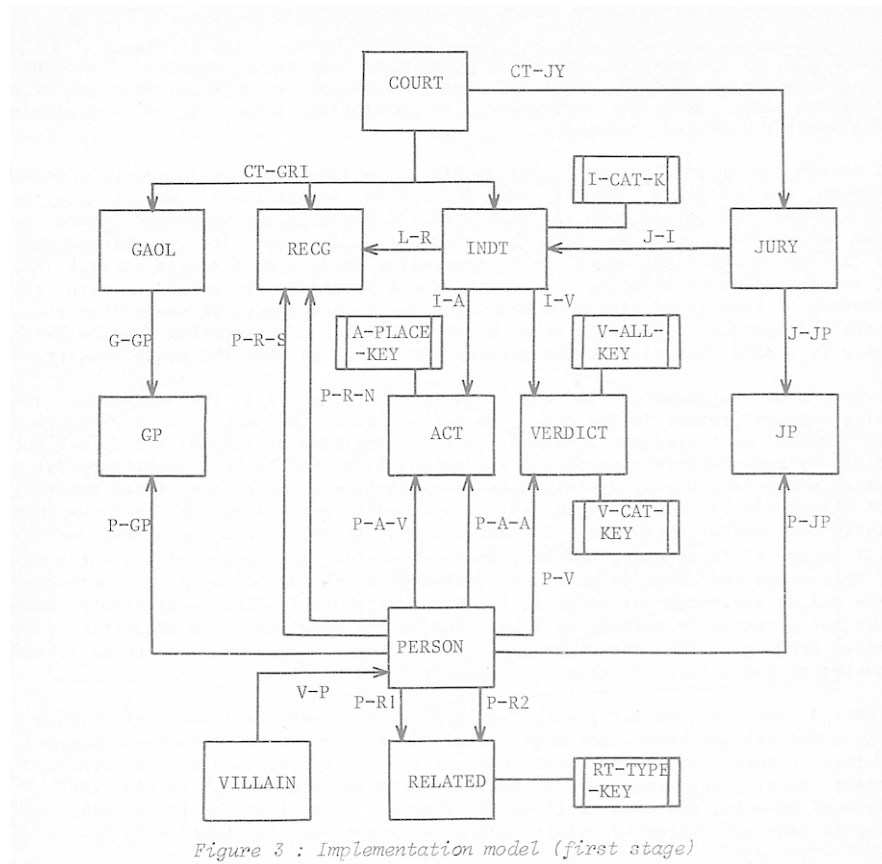 COURT
CT-JY
CT-GRI
I-CAT-K
GAOL
RECG
L-R
INDT
J-I
JURY
I-A
I-V
G-GP
P-R-S
A-PLACE
-KEY
V-ALL-
KEY
J-JP
P-R-N
GP
ACT
VERDICT
JP
P-GP
P-A-V
P-A-A
V-CAT-
KEY
P-JP
P-V
PERSON
V-P
P-R1
P-R2
VILLAIN
RELATED
RT-TYPE
-KEY
Figure 3 : Implementation model (first stage)